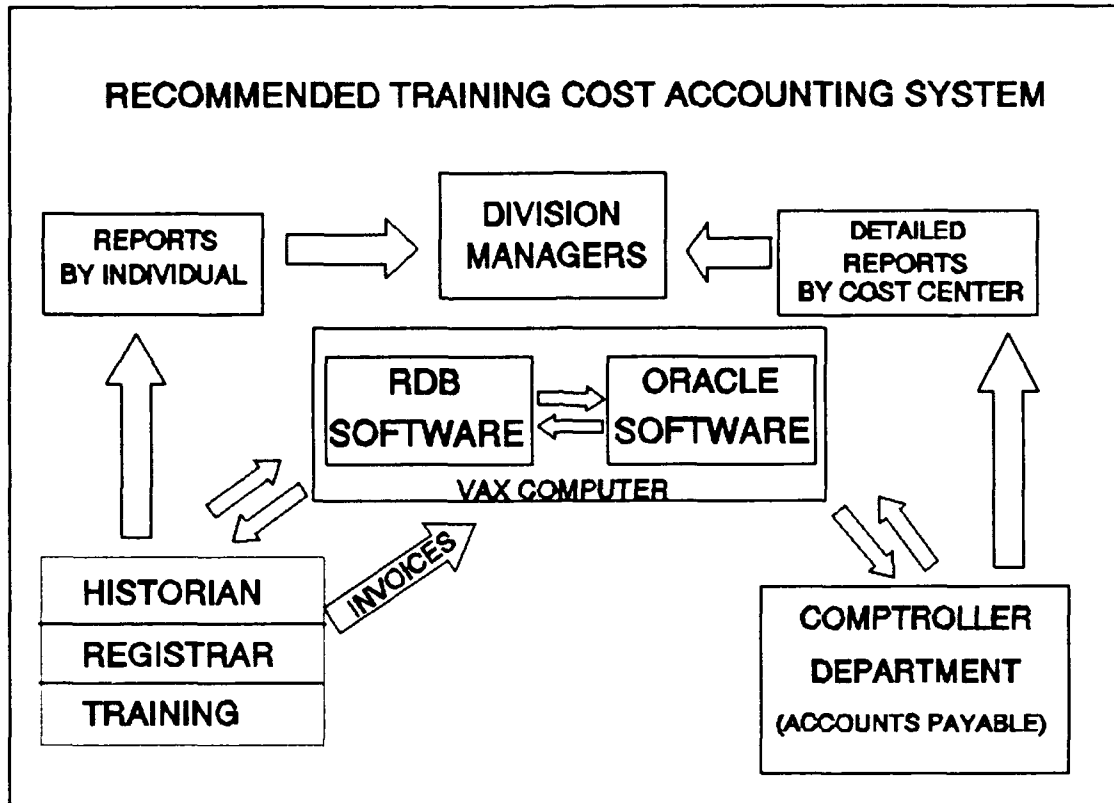 RECOMMENDED TRAINING COST ACCOUNTING SYSTEM
REPORTS
BY INDIVIDUAL
DIVISION
MANAGERS
DETAILED
REPORTS
BY COST CENTER
RDB
SOFTWARE
ORACLE
SOFTWARE
VAX COMPUTER
INVOICES
HISTORIAN
REGISTRAR
TRAINING
COMPTROLLER
DEPARTMENT
(ACCOUNTS PAYABLE)